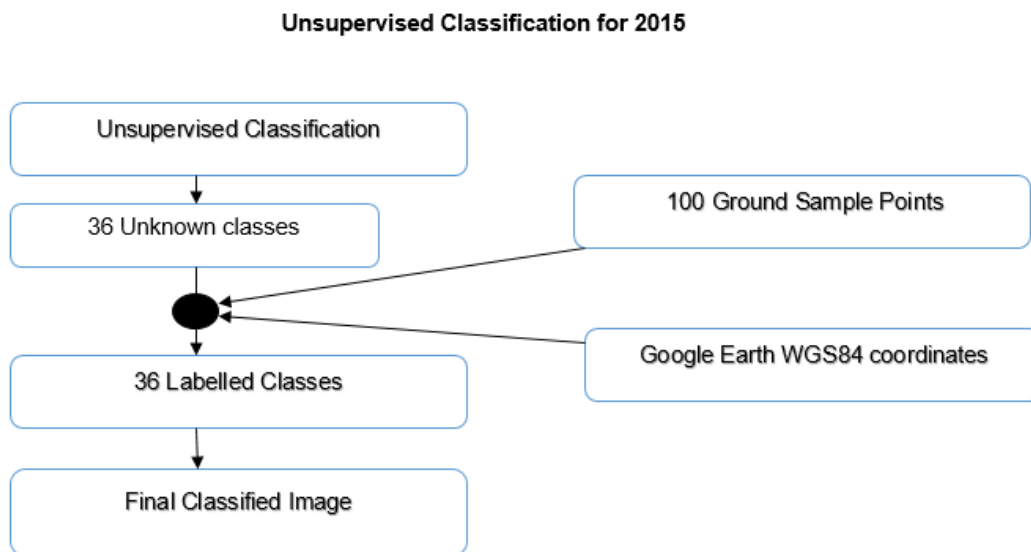 Unsupervised Classification for 2015
Unsupervised Classification
36 Unknown classes
100 Ground Sample Points
Google Earth WGS84 coordinates
36 Labelled Classes
Final Classified Image